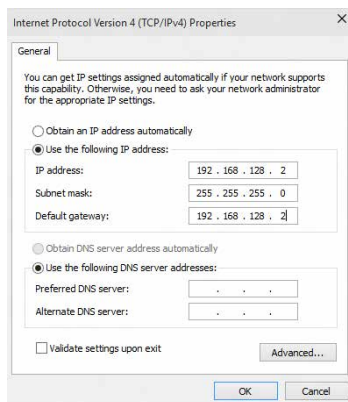 Internet Protocol Version 4 (TCP/IPv4) Properties
General
You can get IP settings assigned automatically if your network supports
this capability. Otherwise, you need to ask your network administrator
for the appropriate IP settings.
Obtain an IP address automatically
Use the following IP address:
IP address: 192 . 168 . 128 . 2
Subnet mask: 255 . 255 . 255 . 0
Default gateway: 192 . 168 . 128 . 2
Obtain DNS server address automatically
Use the following DNS server addresses:
Preferred DNS server: . . .
Alternate DNS server: . . .
Validate settings upon exit
Advanced...
OK Cancel